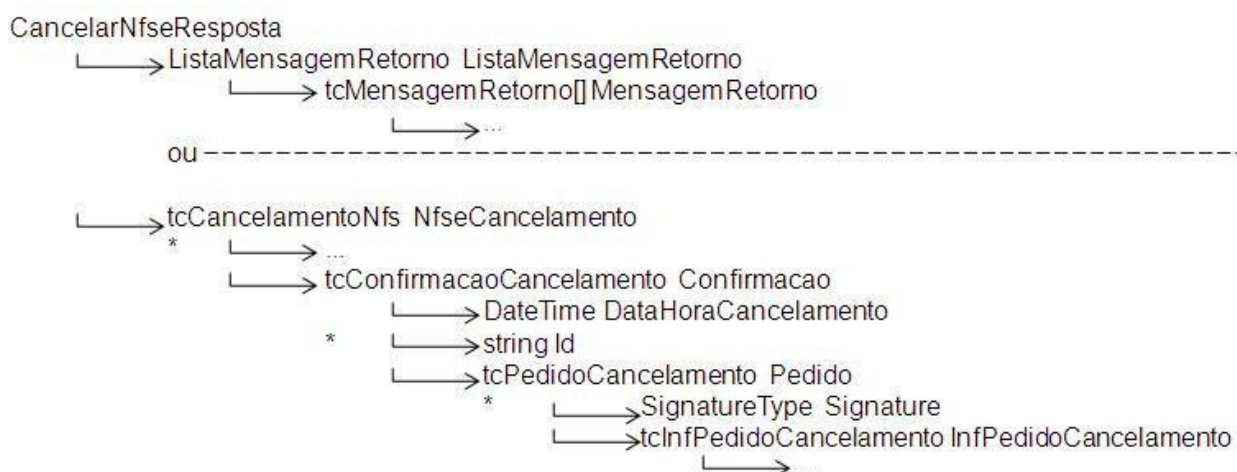 CancelarNfseResposta
ListaMensagemRetorno ListaMensagemRetorno
tcMensagemRetorno[] MensagemRetorno
...
ou
tcCancelamentoNfs NfseCancelamento
*
...
tcConfirmacaoCancelamento Confirmacao
DateTime DataHoraCancelamento
* string Id
tcPedidoCancelamento Pedido
*
SignatureType Signature
tcInfPedidoCancelamento InfPedidoCancelamento
...